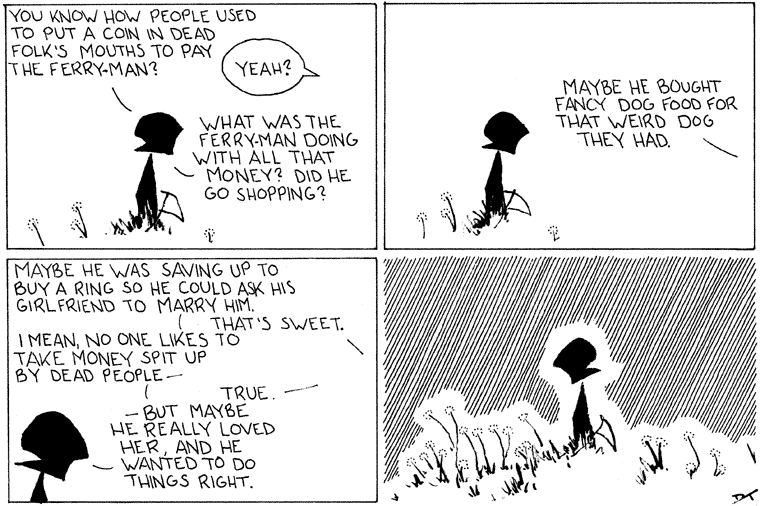 YOU KNOW HOW PEOPLE USED
TO PUT A COIN IN DEAD
FOLK'S MOUTHS TO PAY
THE FERRY-MAN?
YEAH?
WHAT WAS THE
FERRY-MAN DOING
WITH ALL THAT
MONEY? DID HE
GO SHOPPING?
MAYBE HE BOUGHT
FANCY DOG FOOD FOR
THAT WEIRD DOG
THEY HAD.
MAYBE HE WAS SAVING UP TO
BUY A RING SO HE COULD ASK HIS
GIRLFRIEND TO MARRY HIM.
THAT'S SWEET.
I MEAN, NO ONE LIKES TO
TAKE MONEY SPIT UP
BY DEAD PEOPLE—
TRUE.
—BUT MAYBE
HE REALLY LOVED
HER, AND HE
WANTED TO DO
THINGS RIGHT.
DT